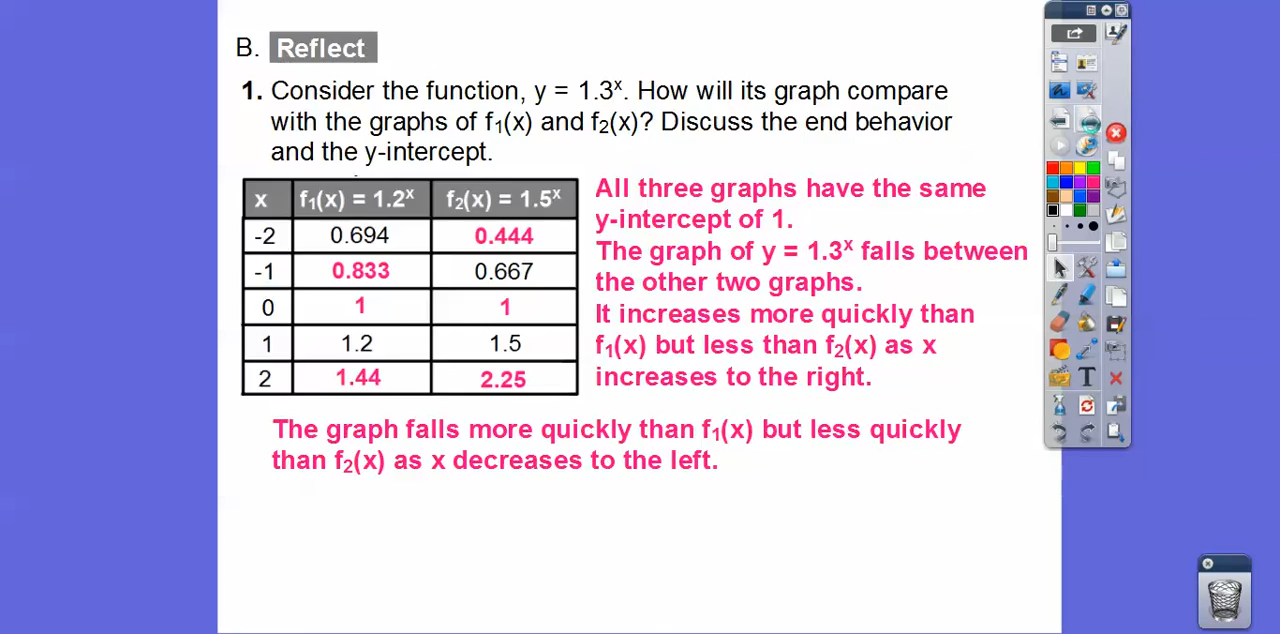 B. Reflect
1. Consider the function, y = 1.3ˣ. How will its graph compare
with the graphs of f₁(x) and f₂(x)? Discuss the end behavior
and the y-intercept.
x f₁(x) = 1.2ˣ f₂(x) = 1.5ˣ
-2 0.694 0.444
-1 0.833 0.667
0 1 1
1 1.2 1.5
2 1.44 2.25
All three graphs have the same
y-intercept of 1.
The graph of y = 1.3ˣ falls between
the other two graphs.
It increases more quickly than
f₁(x) but less than f₂(x) as x
increases to the right.
The graph falls more quickly than f₁(x) but less quickly
than f₂(x) as x decreases to the left.
T